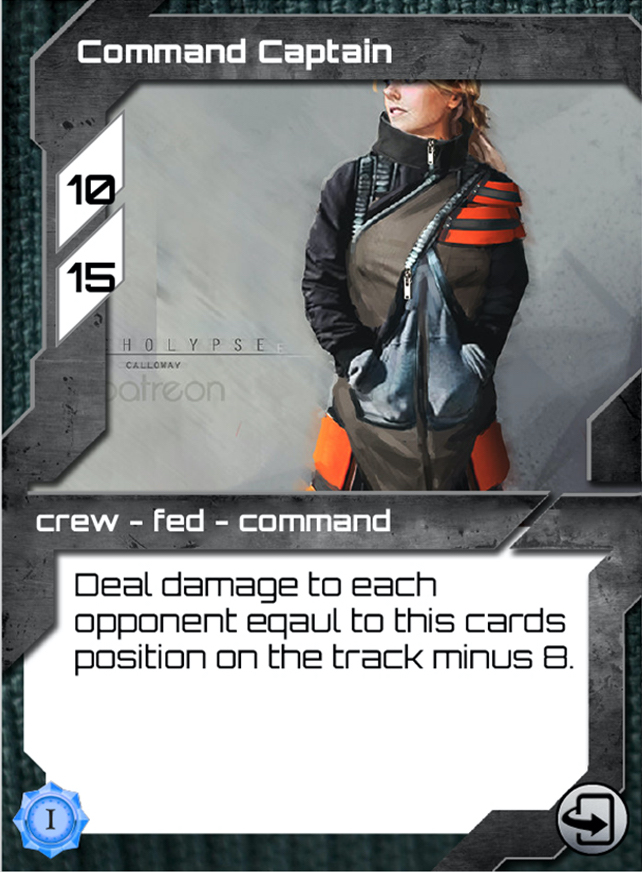 Command Captain
10
15
HOLYPSE
CALLOWAY
patreon
crew - fed - command
Deal damage to each
opponent eqaul to this cards
position on the track minus 8.
I